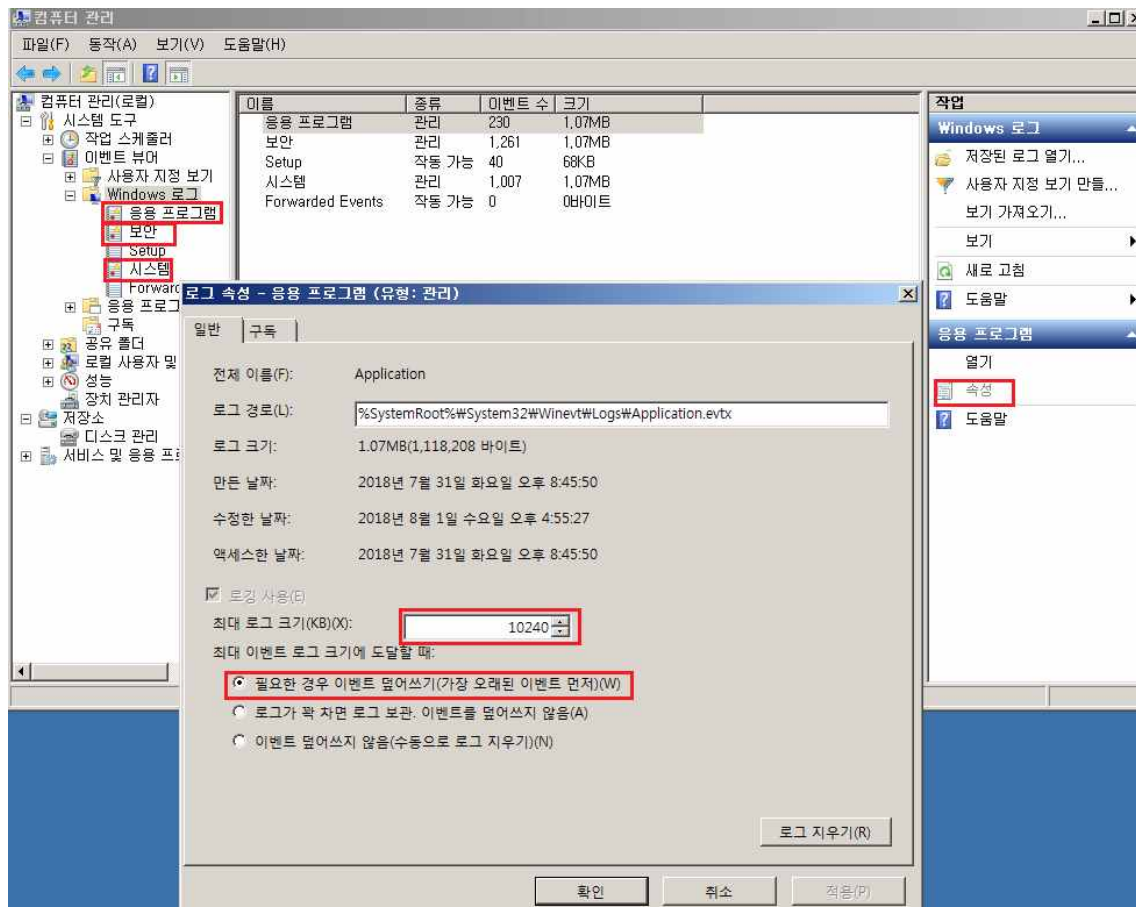 컴퓨터 관리
파일(F) 동작(A) 보기(V) 도움말(H)
컴퓨터 관리(로컬)
시스템 도구
작업 스케줄러
이벤트 뷰어
사용자 지정 보기
Windows 로그
응용 프로그램
보안
Setup
시스템
Forward
응용 프로그
구독
공유 폴더
로컬 사용자 및
성능
장치 관리자
저장소
디스크 관리
서비스 및 응용 프
이름 종류 이벤트 수 크기
응용 프로그램 관리 230 1,07MB
보안 관리 1,261 1,07MB
Setup 작동 가능 40 68KB
시스템 관리 1,007 1,07MB
Forwarded Events 작동 가능 0 0바이트
작업
Windows 로그
저장된 로그 열기...
사용자 지정 보기 만들...
보기 가져오기...
보기
새로 고침
도움말
응용 프로그램
열기
속성
도움말
로그 속성 - 응용 프로그램 (유형: 관리)
일반 구독
전체 이름(F): Application
로그 경로(L): %SystemRoot%₩System32₩Winevt₩Logs₩Application.evtx
로그 크기: 1.07MB(1,118,208 바이트)
만든 날짜: 2018년 7월 31일 화요일 오후 8:45:50
수정한 날짜: 2018년 8월 1일 수요일 오후 4:55:27
액세스한 날짜: 2018년 7월 31일 화요일 오후 8:45:50
로깅 사용(E)
최대 로그 크기(KB)(X): 10240
최대 이벤트 로그 크기에 도달할 때:
필요한 경우 이벤트 덮어쓰기(가장 오래된 이벤트 먼저)(W)
로그가 꽉 차면 로그 보관. 이벤트를 덮어쓰지 않음(A)
이벤트 덮어쓰지 않음(수동으로 로그 지우기)(N)
로그 지우기(R)
확인 취소 적용(P)